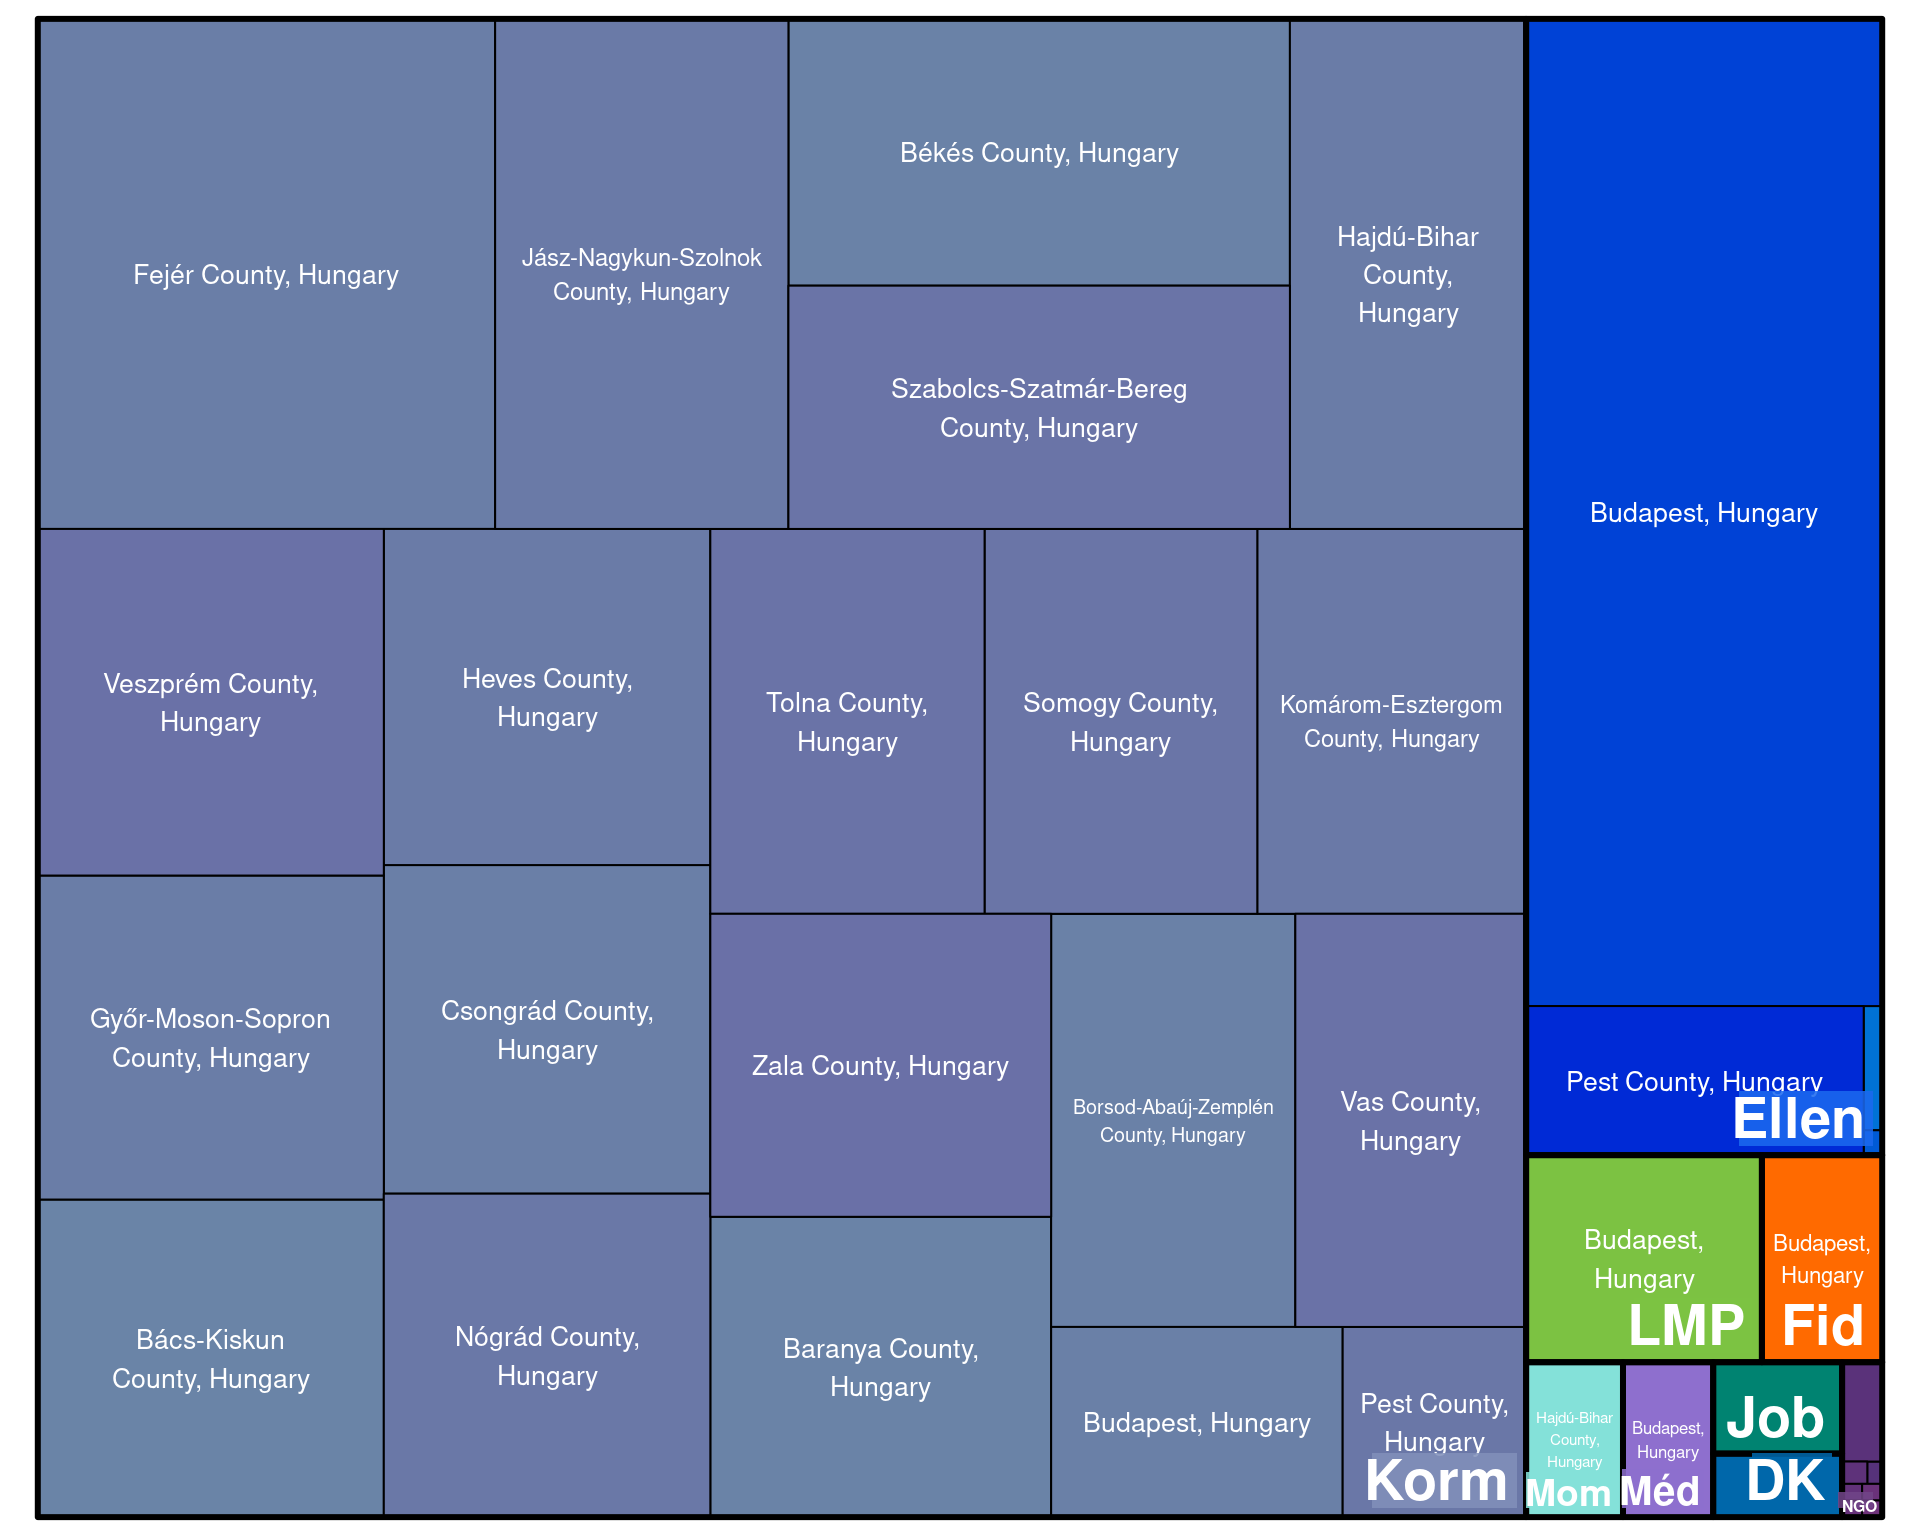 Fejér County, Hungary
Jász-Nagykun-Szolnok
County, Hungary
Békés County, Hungary
Szabolcs-Szatmár-Bereg
County, Hungary
Hajdú-Bihar
County,
Hungary
Veszprém County,
Hungary
Heves County,
Hungary
Tolna County,
Hungary
Somogy County,
Hungary
Komárom-Esztergom
County, Hungary
Győr-Moson-Sopron
County, Hungary
Csongrád County,
Hungary
Zala County, Hungary
Borsod-Abaúj-Zemplén
County, Hungary
Vas County,
Hungary
Bács-Kiskun
County, Hungary
Nógrád County,
Hungary
Baranya County,
Hungary
Budapest, Hungary
Pest County,
Hungary
Korm
Budapest, Hungary
Pest County, Hungary
Ellen
Budapest,
Hungary
LMP
Budapest,
Hungary
Fid
Hajdú-Bihar
County,
Hungary
Mom
Budapest,
Hungary
Méd
Job
DK
NGO